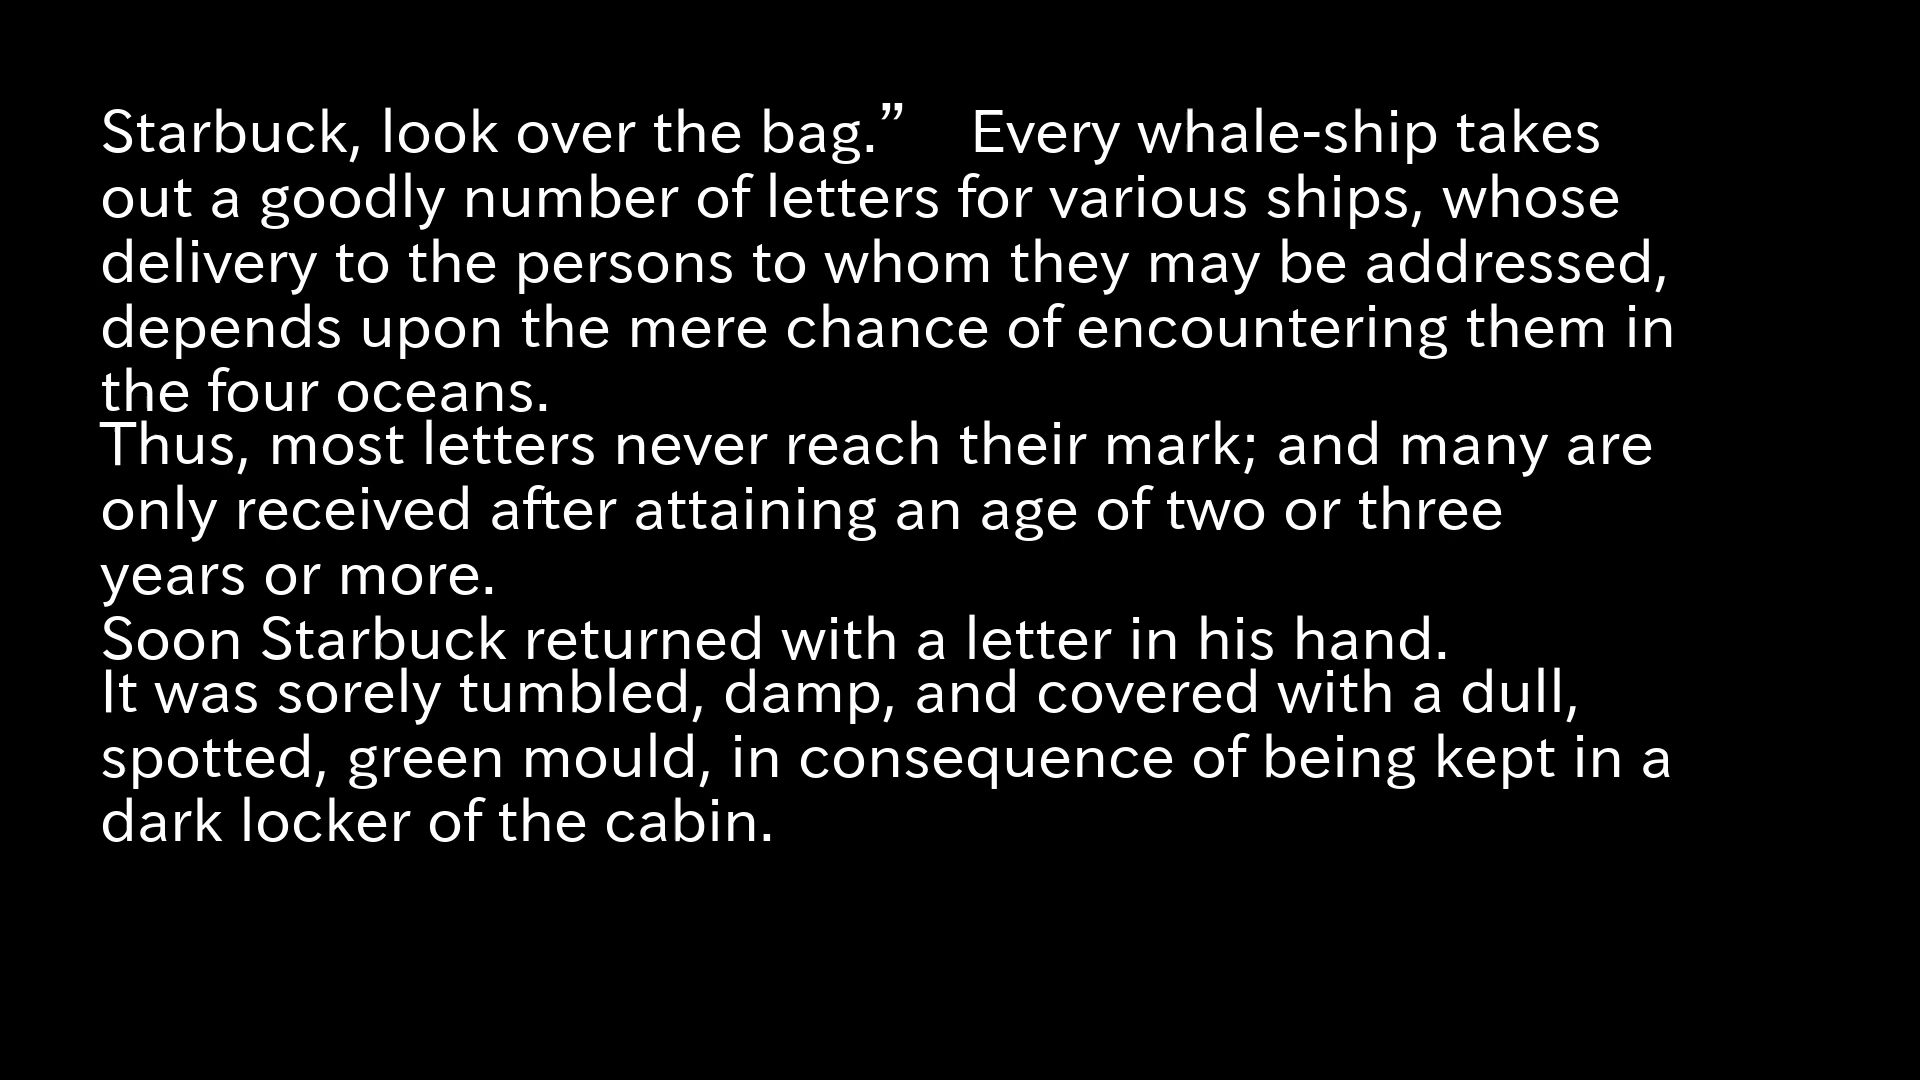 Starbuck, look over the bag.”    Every whale-ship takes
out a goodly number of letters for various ships, whose
delivery to the persons to whom they may be addressed,
depends upon the mere chance of encountering them in
the four oceans.
Thus, most letters never reach their mark; and many are
only received after attaining an age of two or three
years or more.
Soon Starbuck returned with a letter in his hand.
It was sorely tumbled, damp, and covered with a dull,
spotted, green mould, in consequence of being kept in a
dark locker of the cabin.